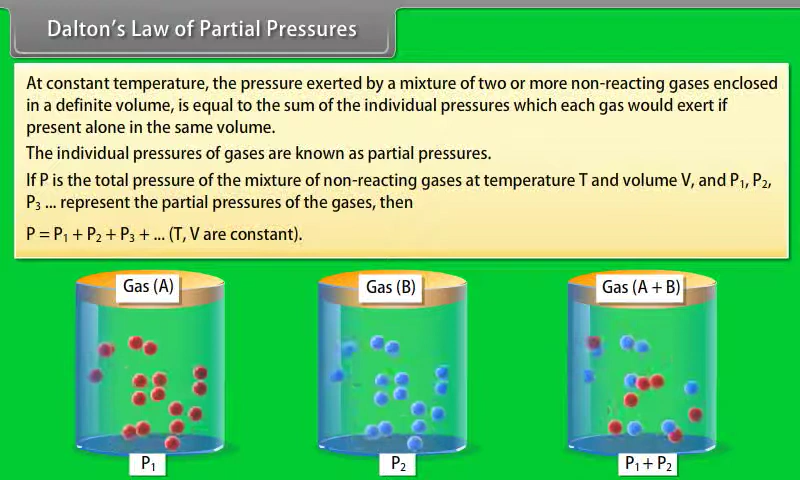 Dalton's Law of Partial Pressures
At constant temperature, the pressure exerted by a mixture of two or more non-reacting gases enclosed
in a definite volume, is equal to the sum of the individual pressures which each gas would exert if
present alone in the same volume.
The individual pressures of gases are known as partial pressures.
If P is the total pressure of the mixture of non-reacting gases at temperature T and volume V, and P₁, P₂,
P₃ ... represent the partial pressures of the gases, then
P = P₁ + P₂ + P₃ + ... (T, V are constant).
Gas (A)
Gas (B)
Gas (A + B)
P₁
P₂
P₁ + P₂